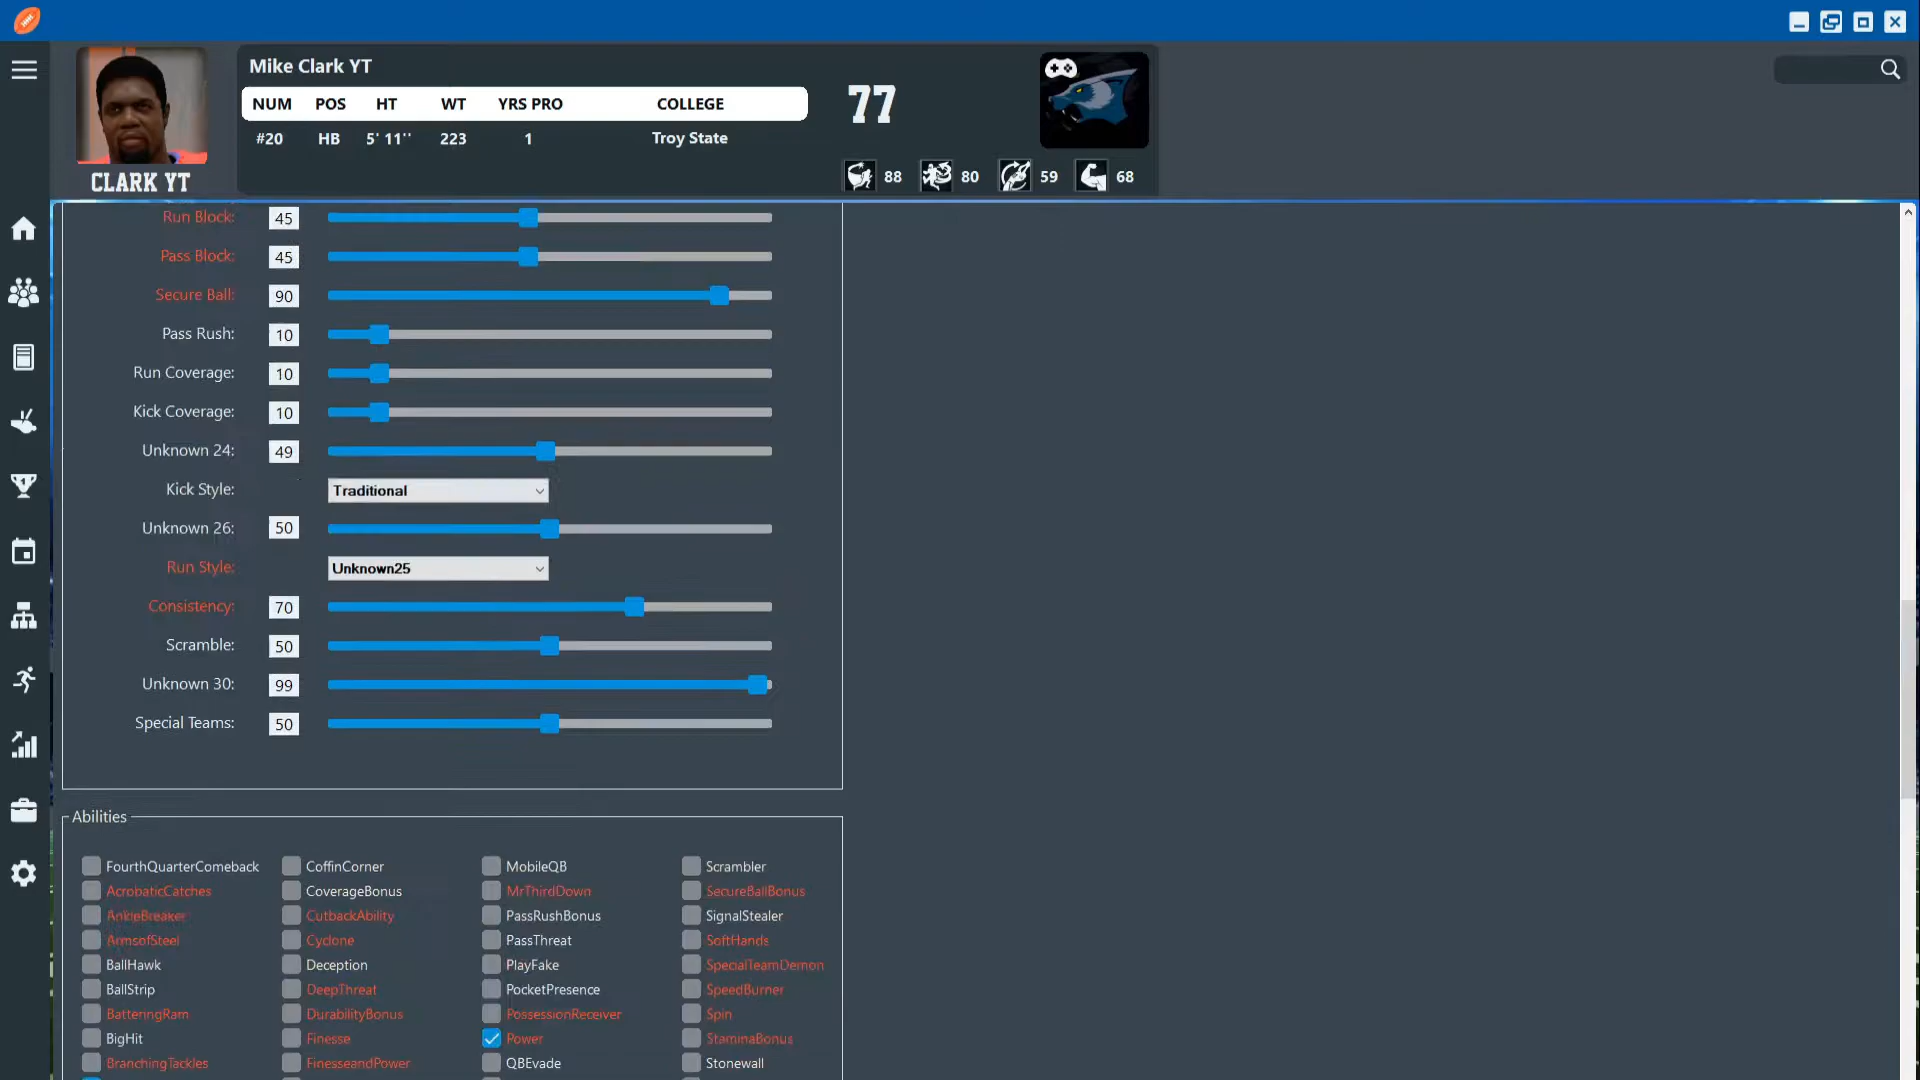 Mike Clark YT
NUM POS HT WT YRS PRO COLLEGE
#20 HB 5' 11'' 223 1 Troy State
77
CLARK YT
88 80 59 68
Run Block: 45
Pass Block: 45
Secure Ball: 90
Pass Rush: 10
Run Coverage: 10
Kick Coverage: 10
Unknown 24: 49
Kick Style: Traditional
Unknown 26: 50
Run Style: Unknown25
Consistency: 70
Scramble: 50
Unknown 30: 99
Special Teams: 50
Abilities
FourthQuarterComeback CoffinCorner MobileQB Scrambler
AcrobaticCatches CoverageBonus MrThirdDown SecureBallBonus
AnkleBreaker CutbackAbility PassRushBonus SignalStealer
ArmsofSteel Cyclone PassThreat SoftHands
BallHawk Deception PlayFake SpecialTeamDemon
BallStrip DeepThreat PocketPresence SpeedBurner
BatteringRam DurabilityBonus PossessionReceiver Spin
BigHit Finesse Power StaminaBonus
BranchingTackles FinesseandPower QBEvade Stonewall